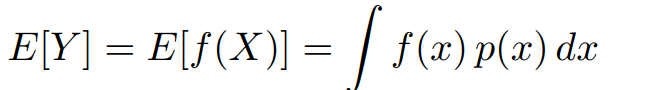 E[Y] = E[f(X)] = ∫ f(x) p(x) dx